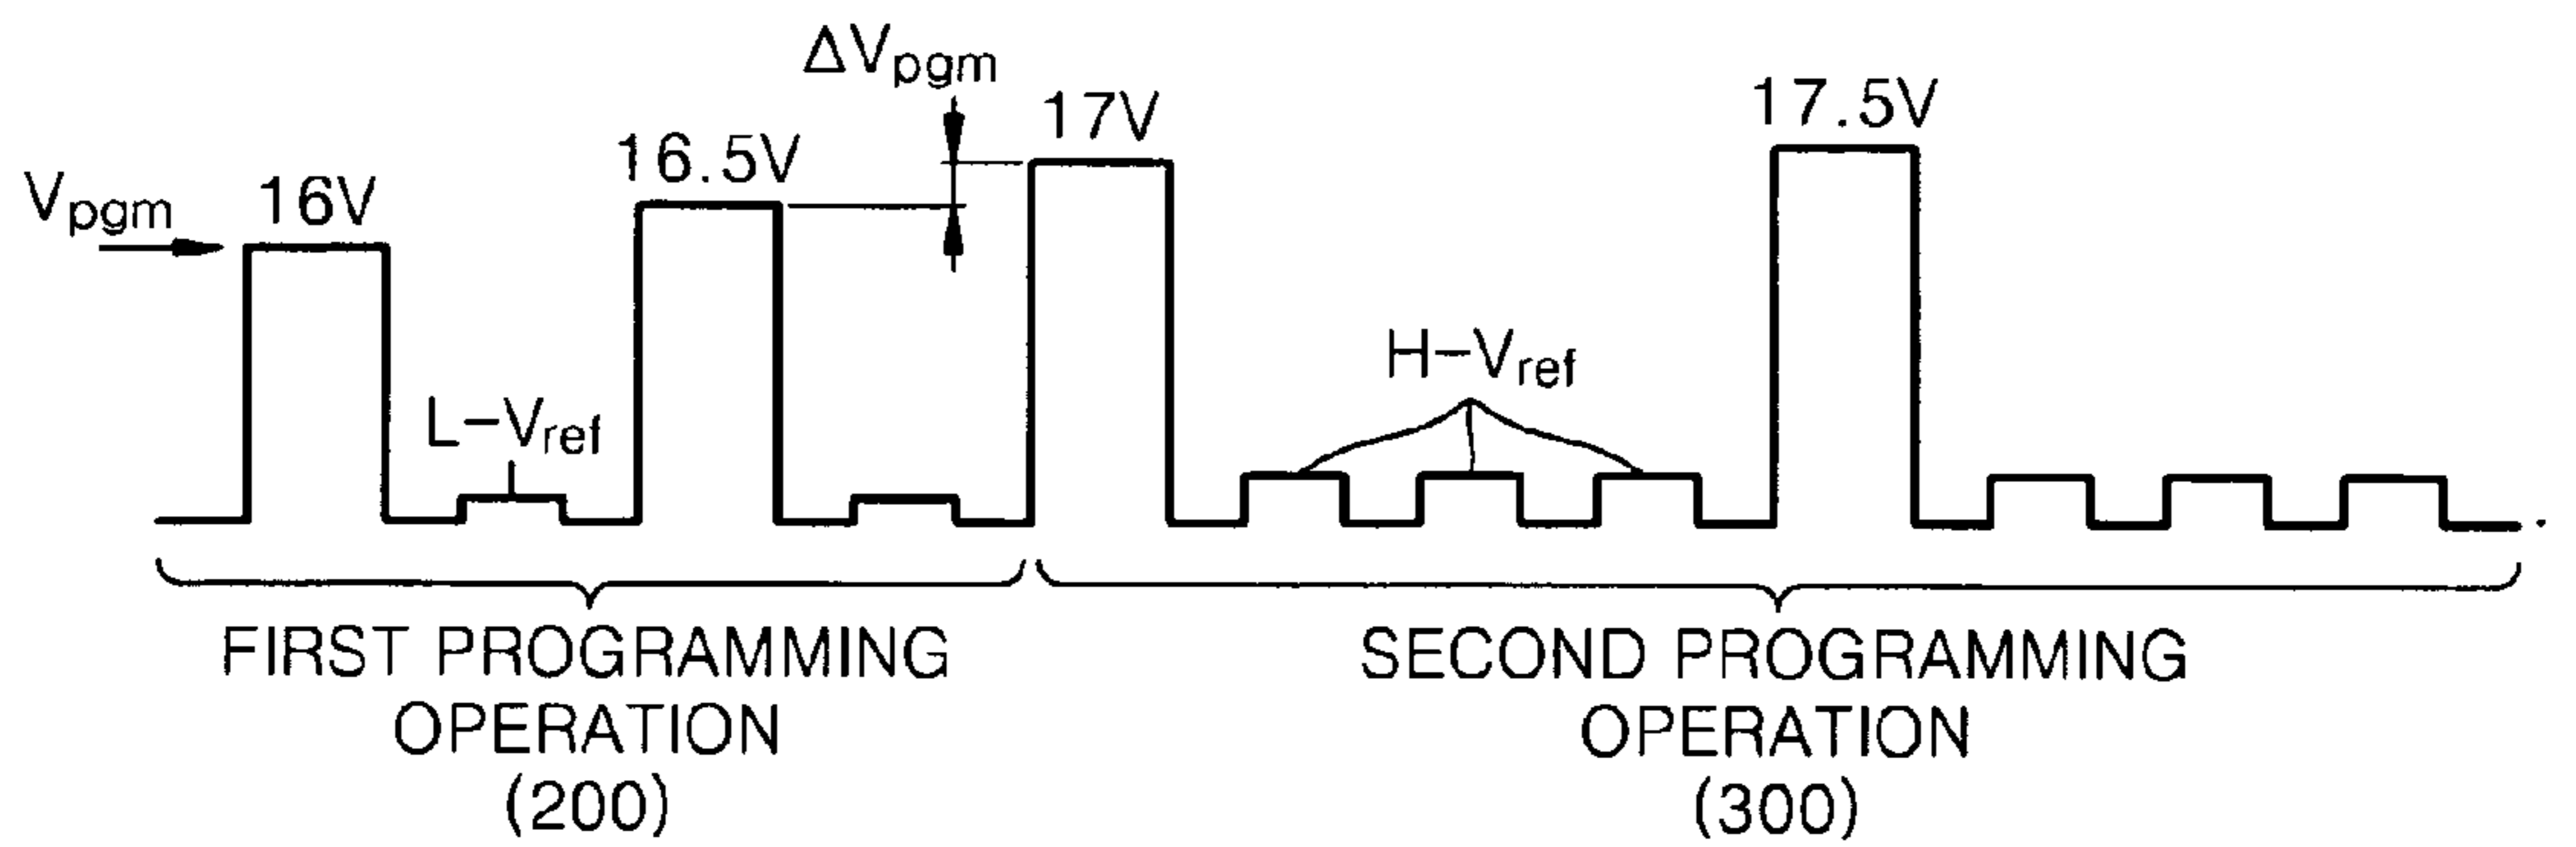 ΔVpgm
17V
17.5V
16.5V
Vpgm
16V
H-Vref
L-Vref
FIRST PROGRAMMING
OPERATION
(200)
SECOND PROGRAMMING
OPERATION
(300)